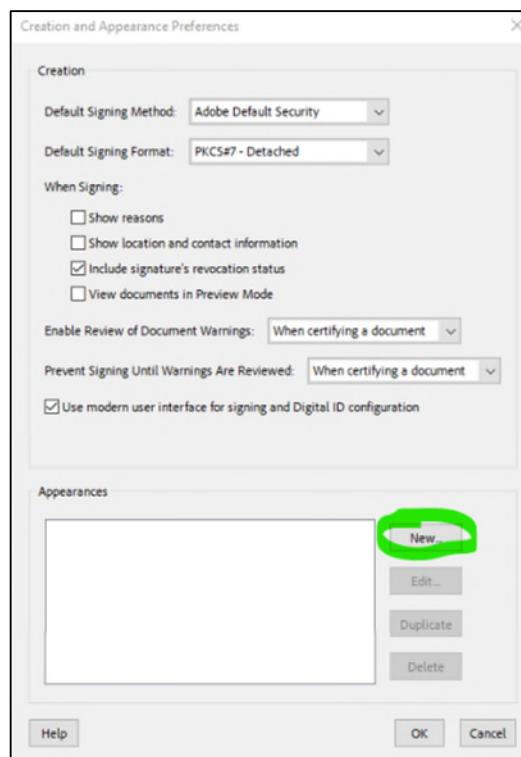 Creation and Appearance Preferences
Creation
Default Signing Method: Adobe Default Security
Default Signing Format: PKCS#7 - Detached
When Signing:
Show reasons
Show location and contact information
Include signature's revocation status
View documents in Preview Mode
Enable Review of Document Warnings: When certifying a document
Prevent Signing Until Warnings Are Reviewed: When certifying a document
Use modern user interface for signing and Digital ID configuration
Appearances
New...
Edit...
Duplicate
Delete
Help OK Cancel